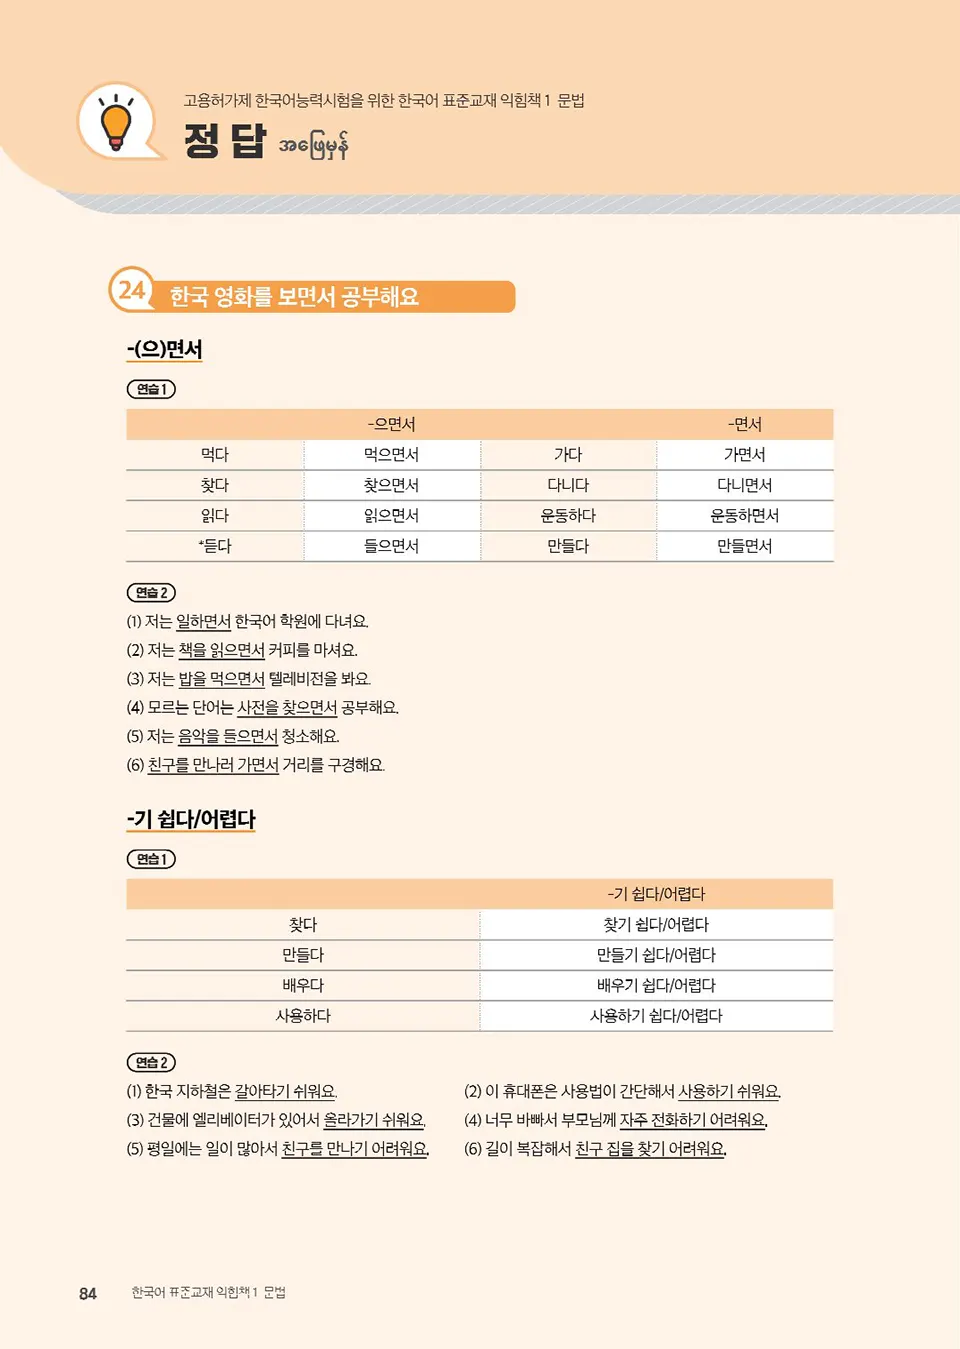 고용허가제 한국어능력시험을 위한 한국어 표준교재 익힘책 1 문법
정답 အဖြေမှန်
24 한국 영화를 보면서 공부해요
-(으)면서
연습 1
-으면서 -면서
먹다 먹으면서 가다 가면서
찾다 찾으면서 다니다 다니면서
읽다 읽으면서 운동하다 운동하면서
*듣다 들으면서 만들다 만들면서
연습 2
(1) 저는 일하면서 한국어 학원에 다녀요.
(2) 저는 책을 읽으면서 커피를 마셔요.
(3) 저는 밥을 먹으면서 텔레비전을 봐요.
(4) 모르는 단어는 사전을 찾으면서 공부해요.
(5) 저는 음악을 들으면서 청소해요.
(6) 친구를 만나러 가면서 거리를 구경해요.
-기 쉽다/어렵다
연습 1
-기 쉽다/어렵다
찾다 찾기 쉽다/어렵다
만들다 만들기 쉽다/어렵다
배우다 배우기 쉽다/어렵다
사용하다 사용하기 쉽다/어렵다
연습 2
(1) 한국 지하철은 갈아타기 쉬워요. (2) 이 휴대폰은 사용법이 간단해서 사용하기 쉬워요.
(3) 건물에 엘리베이터가 있어서 올라가기 쉬워요. (4) 너무 바빠서 부모님께 자주 전화하기 어려워요.
(5) 평일에는 일이 많아서 친구를 만나기 어려워요. (6) 길이 복잡해서 친구 집을 찾기 어려워요.
84 한국어 표준교재 익힘책 1 문법